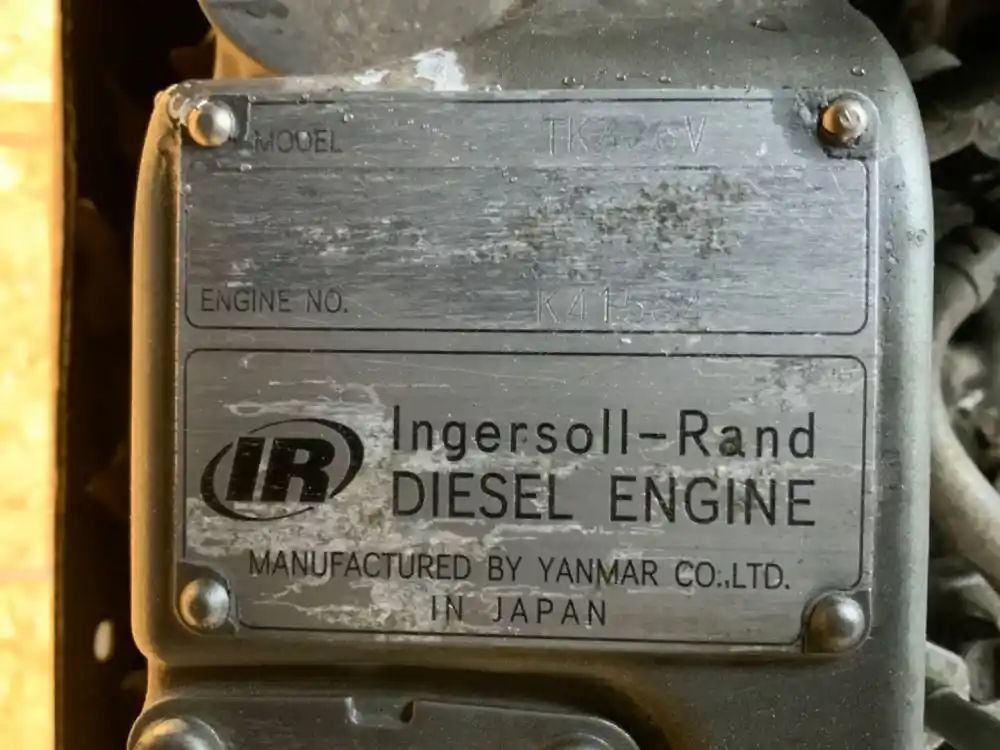 MODEL
ENGINE NO.
IR
Ingersoll-Rand
DIESEL ENGINE
MANUFACTURED BY YANMAR CO.,LTD.
IN JAPAN